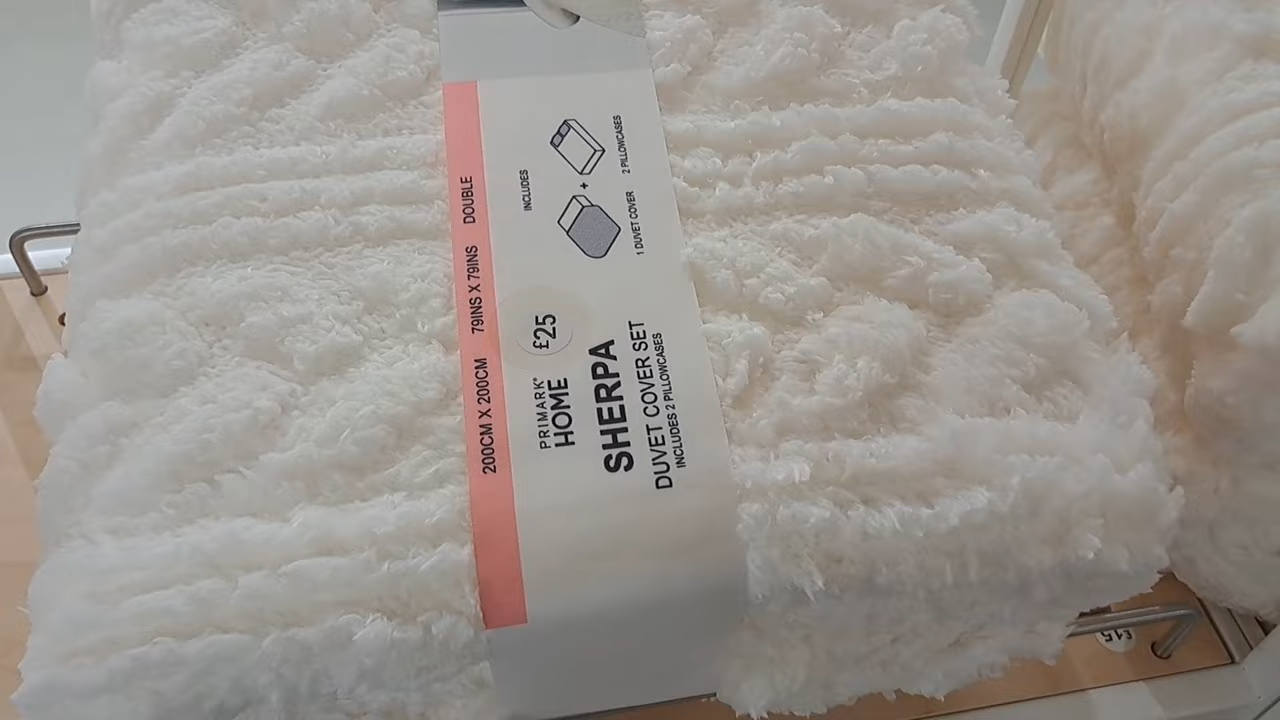 200CM X 200CM 79INS X 79INS DOUBLE
PRIMARK®
HOME
£25
SHERPA
DUVET COVER SET
INCLUDES 2 PILLOWCASES
INCLUDES
+
1 DUVET COVER 2 PILLOWCASES
£15